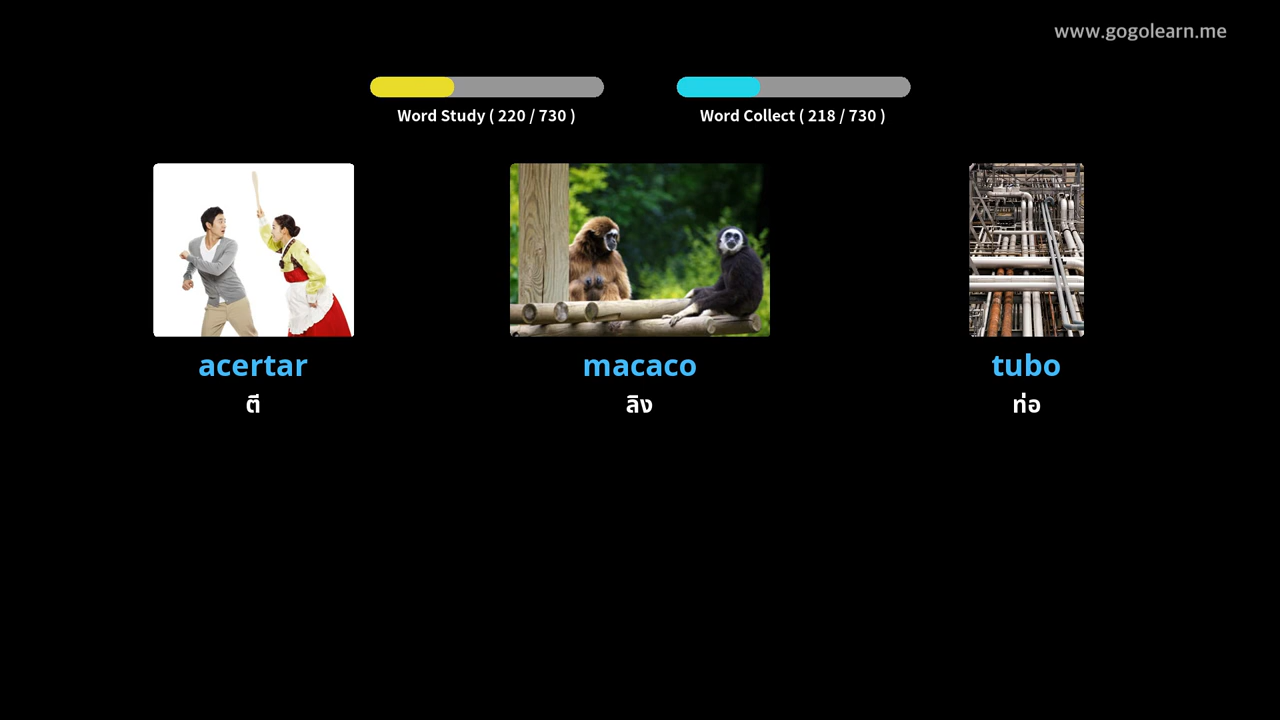 www.gogolearn.me
Word Study ( 220 / 730 )
Word Collect ( 218 / 730 )
acertar
ตี
macaco
ลิง
tubo
ท่อ